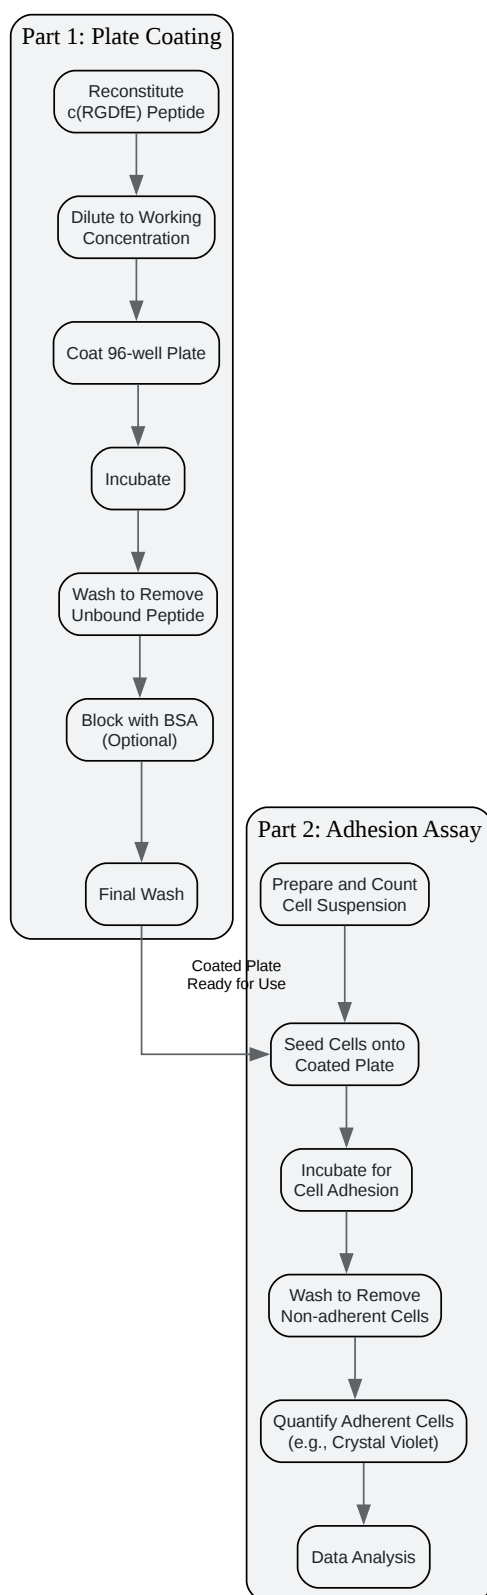 Part 1: Plate Coating
Reconstitute
c(RGDfE) Peptide
Dilute to Working
Concentration
Coat 96-well Plate
Incubate
Wash to Remove
Unbound Peptide
Block with BSA
(Optional)
Final Wash
Coated Plate
Ready for Use
Part 2: Adhesion Assay
Prepare and Count
Cell Suspension
Seed Cells onto
Coated Plate
Incubate for
Cell Adhesion
Wash to Remove
Non-adherent Cells
Quantify Adherent Cells
(e.g., Crystal Violet)
Data Analysis